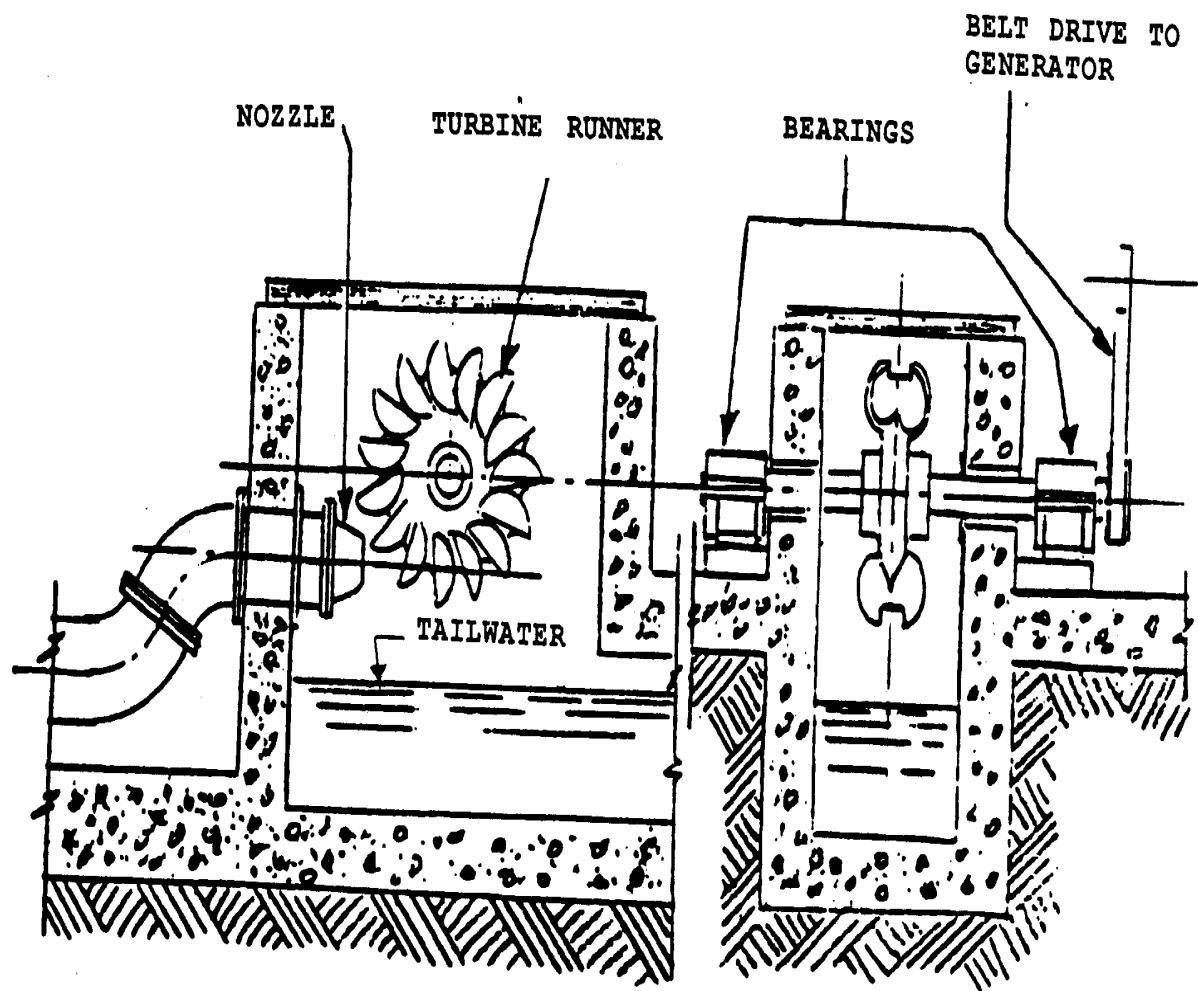 BELT DRIVE TO
GENERATOR
NOZZLE
TURBINE RUNNER
BEARINGS
TAILWATER